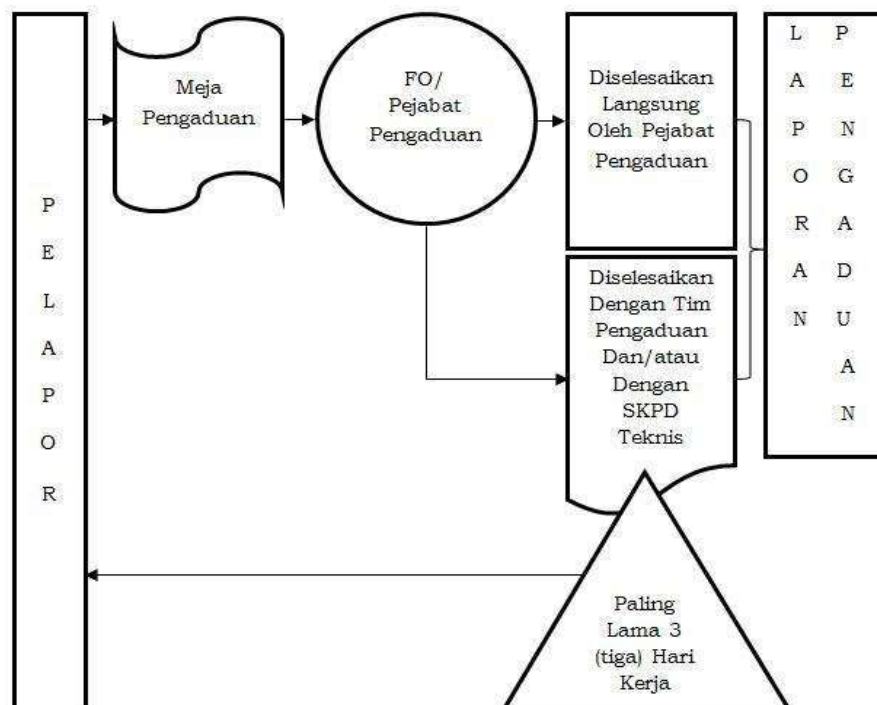 PELAPOR
Meja
Pengaduan
FO/
Pejabat
Pengaduan
Diselesaikan
Langsung
Oleh Pejabat
Pengaduan
Diselesaikan
Dengan Tim
Pengaduan
Dan/atau
Dengan
SKPD
Teknis
LAPORAN
PENGADUAN
Paling
Lama 3
(tiga) Hari
Kerja